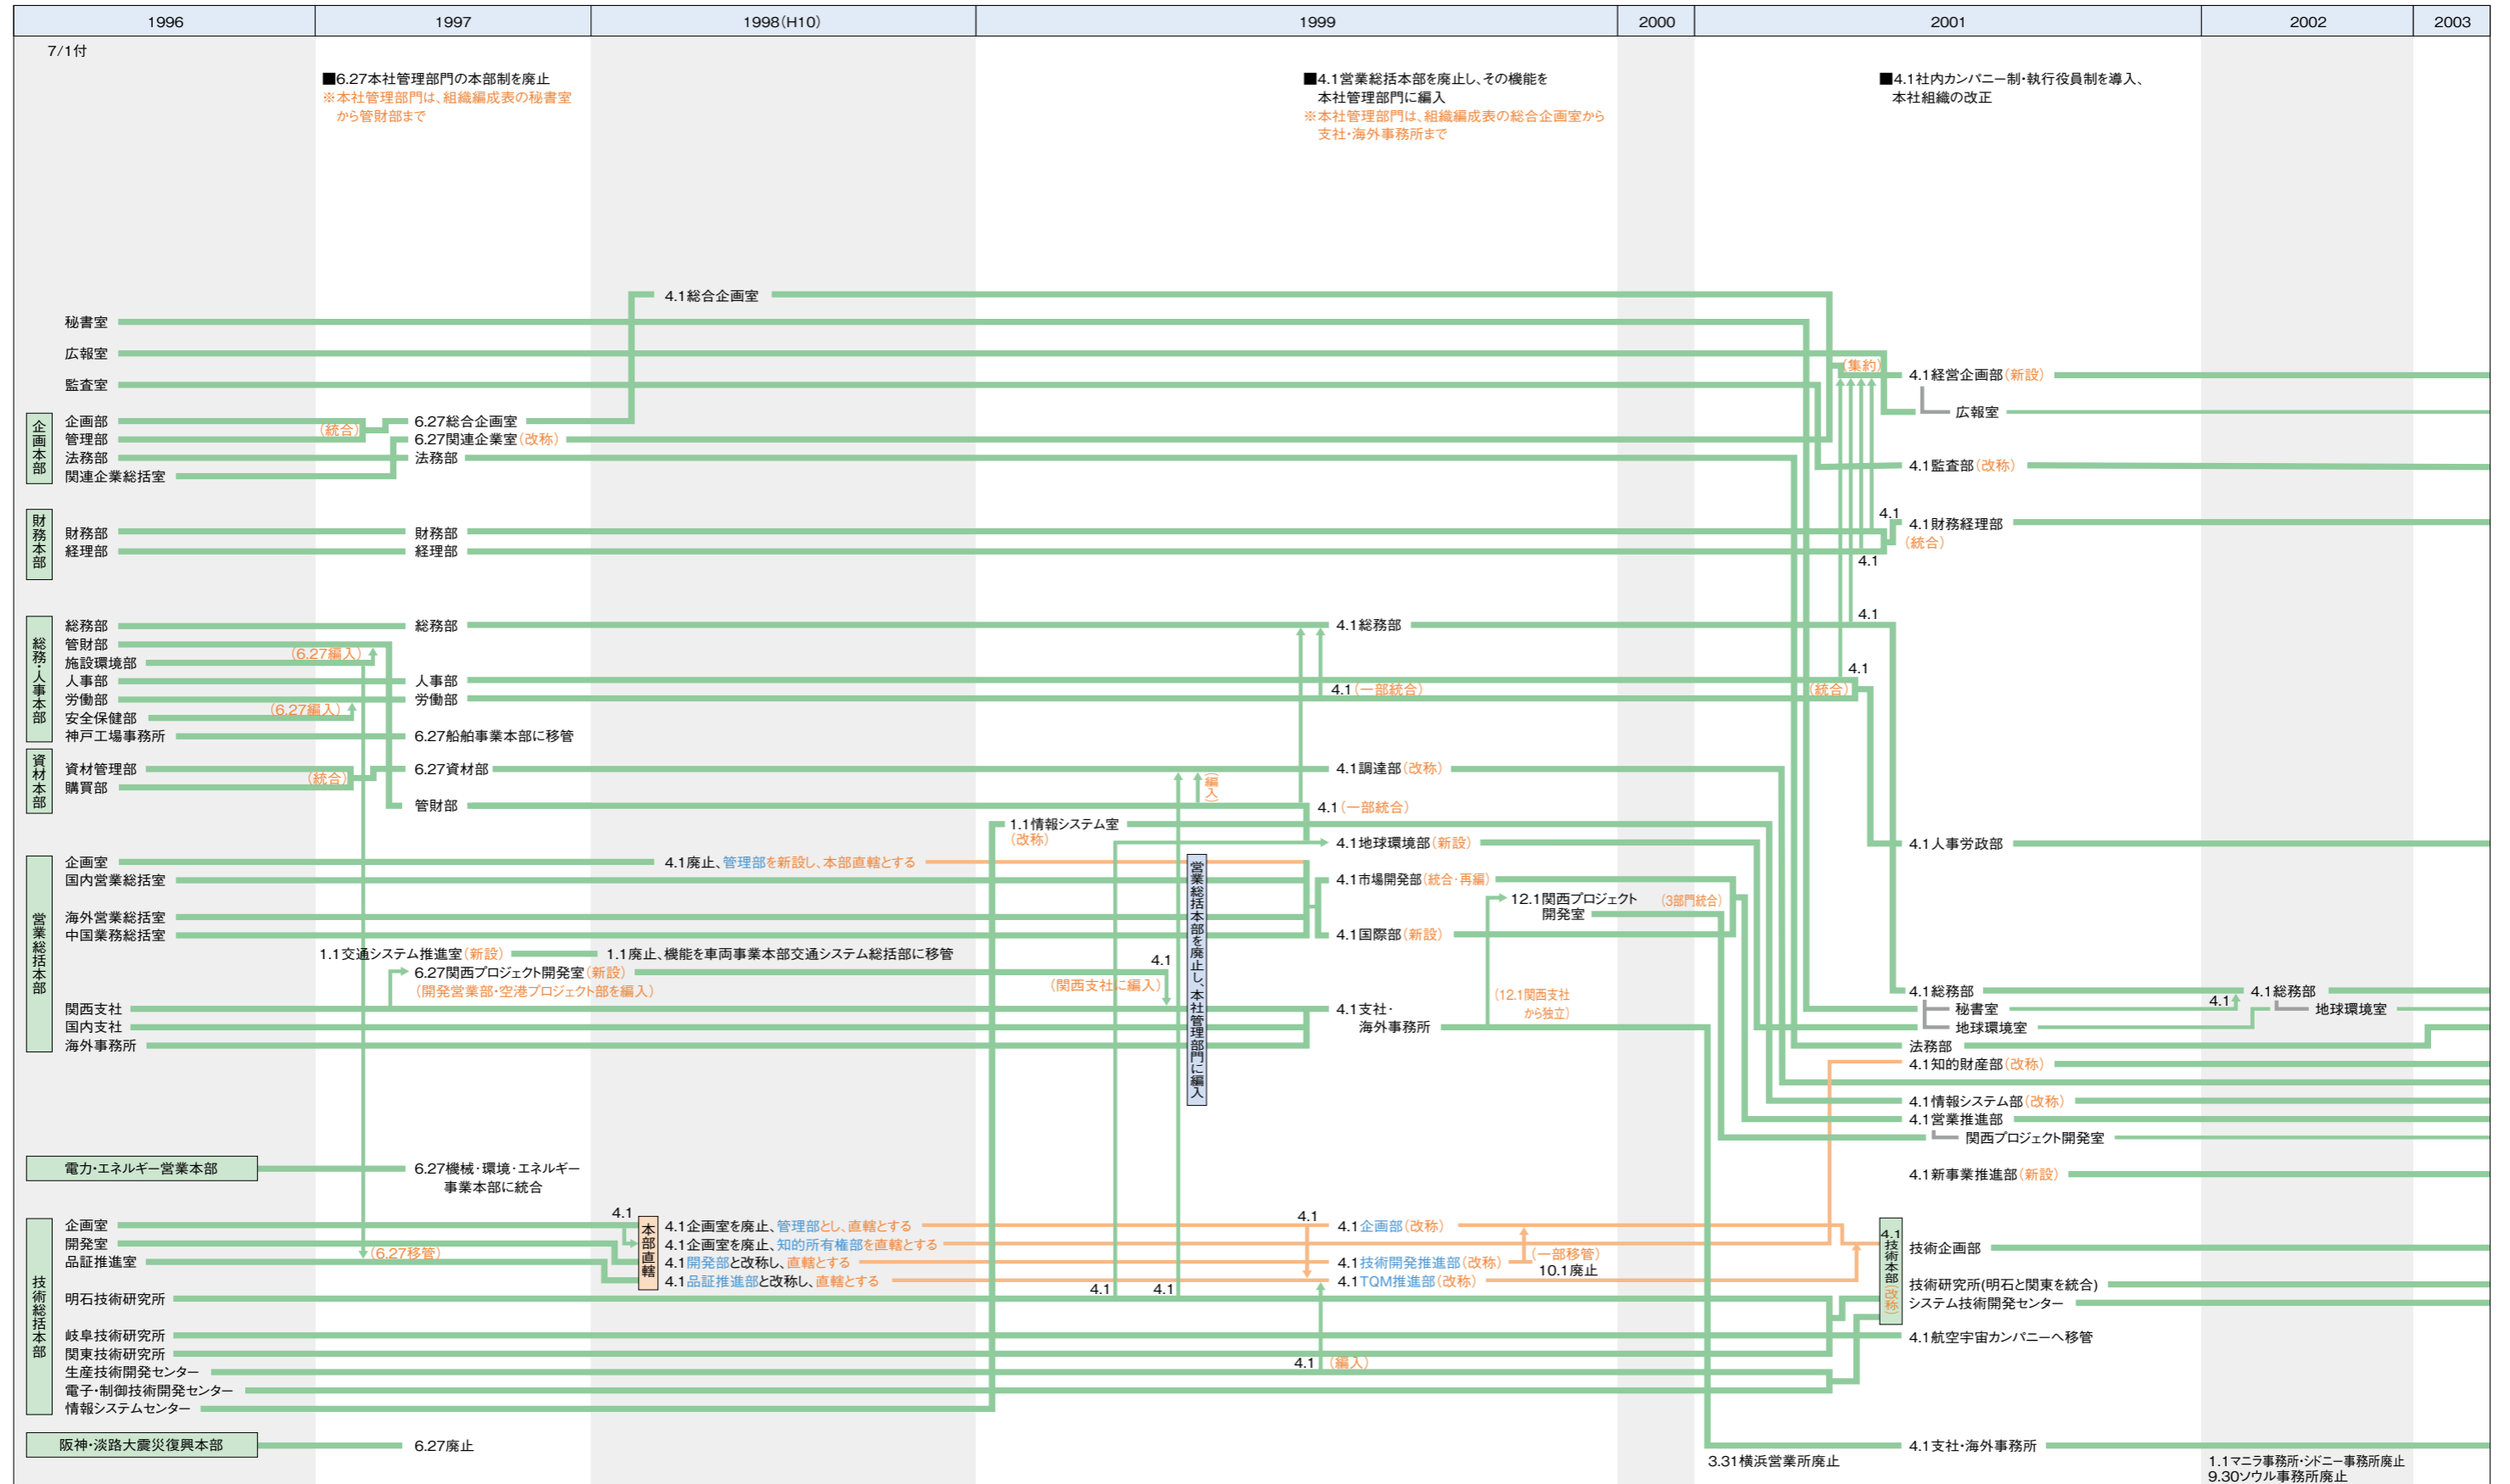 1996 1997 1998(H10) 1999 2000 2001 2002 2003
7/1付
■6.27本社管理部門の本部制を廃止
※本社管理部門は、組織編成表の秘書室
から管財部まで
■4.1営業総括本部を廃止し、その機能を
本社管理部門に編入
※本社管理部門は、組織編成表の総合企画室から
支社・海外事務所まで
■4.1社内カンパニー制・執行役員制を導入、
本社組織の改正
4.1総合企画室
秘書室
広報室
(集約)
4.1経営企画部(新設)
監査室
広報室
企画本部
企画部
(統合)
6.27総合企画室
管理部
6.27関連企業室(改称)
法務部
法務部
4.1監査部(改称)
関連企業総括室
財務本部
財務部
財務部
4.1
4.1財務経理部
(統合)
経理部
経理部
4.1
総務・人事本部
総務部
総務部
4.1総務部
4.1
管財部
(6.27編入)
施設環境部
4.1
人事部
人事部
4.1(一部統合)
(統合)
労働部
労働部
(6.27編入)
安全保健部
神戸工場事務所
6.27船舶事業本部に移管
資材本部
資材管理部
(統合)
6.27資材部
4.1調達部(改称)
購買部
(編入)
管財部
4.1(一部統合)
1.1情報システム室
(改称)
4.1地球環境部(新設)
4.1人事労政部
営業総括本部
企画室
4.1廃止、管理部を新設し、本部直轄とする
営業総括本部を廃止し、本社管理部門に編入
国内営業総括室
4.1市場開発部(統合・再編)
12.1関西プロジェクト
開発室
(3部門統合)
海外営業総括室
中国業務総括室
4.1国際部(新設)
1.1交通システム推進室(新設)
1.1廃止、機能を車両事業本部交通システム総括部に移管
6.27関西プロジェクト開発室(新設)
(開発営業部・空港プロジェクト部を編入)
4.1
(関西支社に編入)
(12.1関西支社
から独立)
4.1総務部
4.1
4.1総務部
関西支社
4.1支社・
海外事務所
秘書室
地球環境室
国内支社
地球環境室
海外事務所
法務部
4.1知的財産部(改称)
4.1情報システム部(改称)
4.1営業推進部
関西プロジェクト開発室
電力・エネルギー営業本部
6.27機械・環境・エネルギー
事業本部に統合
4.1新事業推進部(新設)
技術総括本部
企画室
4.1
本部直轄
4.1企画室を廃止、管理部とし、直轄とする
4.1
4.1企画部(改称)
4.1技術本部(改称)
開発室
4.1企画室を廃止、知的所有権部を直轄とする
技術企画部
品証推進室
(6.27移管)
4.1開発部と改称し、直轄とする
4.1技術開発推進部(改称)
(一部移管)
10.1廃止
4.1品証推進部と改称し、直轄とする
4.1TQM推進部(改称)
技術研究所(明石と関東を統合)
明石技術研究所
4.1
4.1
システム技術開発センター
岐阜技術研究所
4.1航空宇宙カンパニーへ移管
関東技術研究所
4.1(編入)
生産技術開発センター
電子・制御技術開発センター
情報システムセンター
阪神・淡路大震災復興本部
6.27廃止
4.1支社・海外事務所
3.31横浜営業所廃止
1.1マニラ事務所・シドニー事務所廃止
9.30ソウル事務所廃止